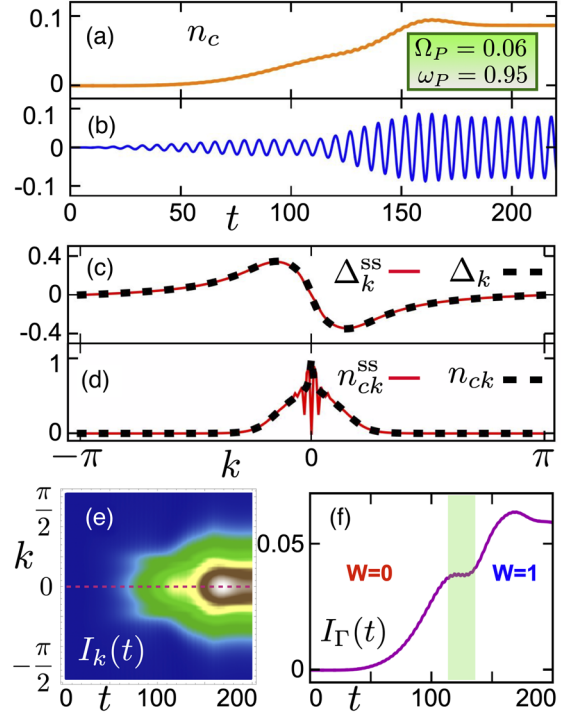 0.1
(a)
n_c
Ω_P = 0.06
ω_P = 0.95
0
0.1
(b)
0
-0.1
0 50 t 100 150 200
0.4
(c)
Δ_k^ss
Δ_k
0
-0.4
1
(d)
n_ck^ss
n_ck
0
−π k 0 π
π/2
(e)
k
0
I_k(t)
−π/2
0 t 100 200
(f)
0.05
W=0
W=1
I_Γ(t)
0
0 t 100 200